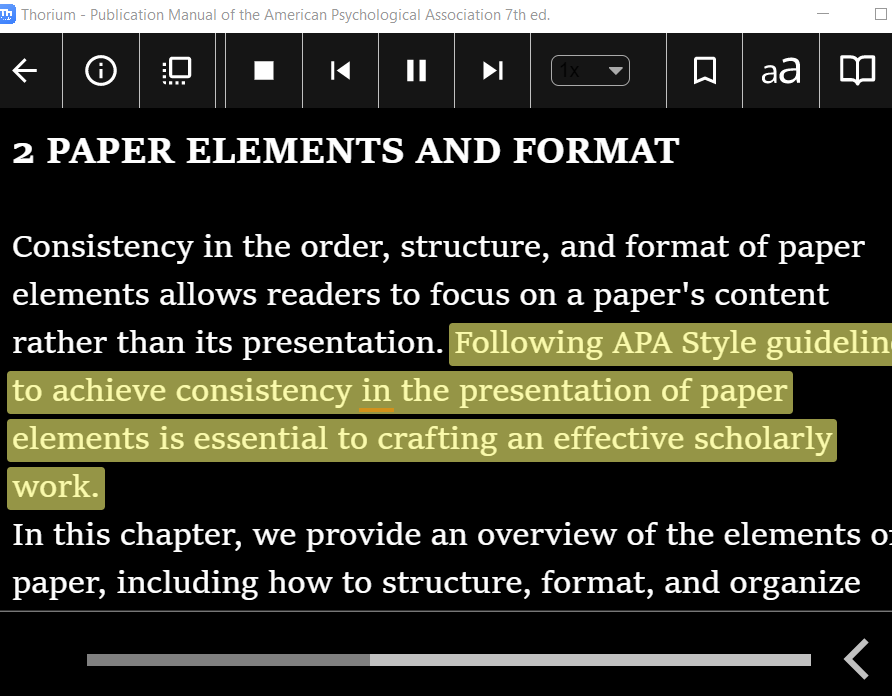 Th Thorium - Publication Manual of the American Psychological Association 7th ed.
1x
aa
2 PAPER ELEMENTS AND FORMAT
Consistency in the order, structure, and format of paper
elements allows readers to focus on a paper's content
rather than its presentation. Following APA Style guidelin
to achieve consistency in the presentation of paper
elements is essential to crafting an effective scholarly
work.
In this chapter, we provide an overview of the elements o
paper, including how to structure, format, and organize